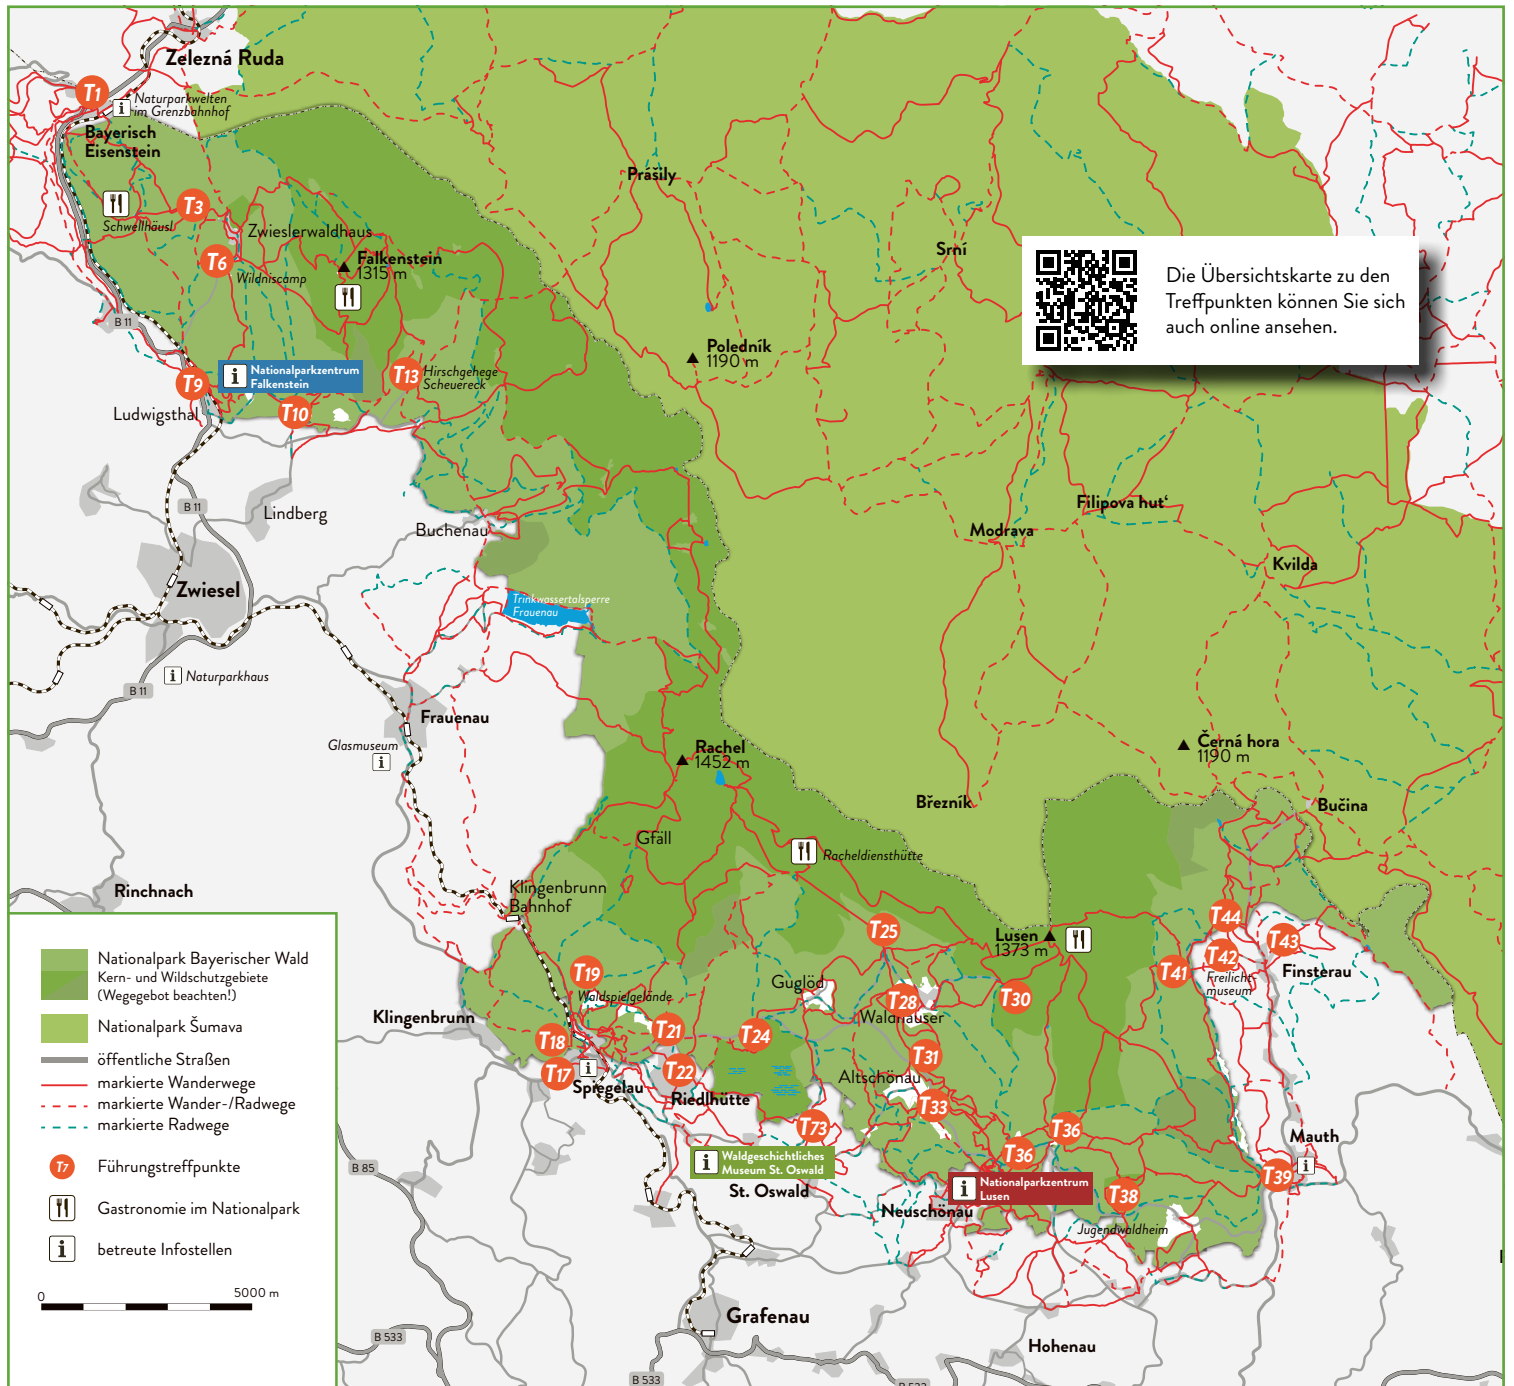 Zelezná Ruda
T1
Naturparkwelten
im Grenzbahnhof
Bayerisch
Eisenstein
Schwellhäusl
T3
Zwieslerwaldhaus
T6
Wildniscamp
Falkenstein
1315 m
B 11
T9
Nationalparkzentrum
Falkenstein
T13
Hirschgehege
Scheuereck
Ludwigsthal
T10
Prášily
Srní
Poledník
1190 m
Die Übersichtskarte zu den
Treffpunkten können Sie sich
auch online ansehen.
B 11
Lindberg
Buchenau
Filipova hut‘
Modrava
Kvilda
Zwiesel
Trinkwassertalsperre
Frauenau
Naturparkhaus
B 11
Frauenau
Glasmuseum
Rachel
1452 m
Černá hora
1190 m
Březník
Bučina
Gfäll
Racheldiensthütte
Rinchnach
Klingenbrunn
Bahnhof
T25
Lusen
1373 m
T44
T43
T42
T41
Finsterau
Freilicht
museum
T19
Waldspielgelände
Guglöd
T28
Waldhäuser
T30
Klingenbrunn
T18
T21
T24
T17
Spiegelau
T22
Riedlhütte
T31
Altschönau
T33
T73
T36
T36
Mauth
T39
Waldgeschichtliches
Museum St. Oswald
St. Oswald
Nationalparkzentrum
Lusen
T38
Neuschönau
Jugendwaldheim
B 85
Grafenau
B 533
B 533
B 533
Hohenau
Nationalpark Bayerischer Wald
Kern- und Wildschutzgebiete
(Wegegebot beachten!)
Nationalpark Šumava
öffentliche Straßen
markierte Wanderwege
markierte Wander-/Radwege
markierte Radwege
T7
Führungstreffpunkte
Gastronomie im Nationalpark
betreute Infostellen
0
5000 m